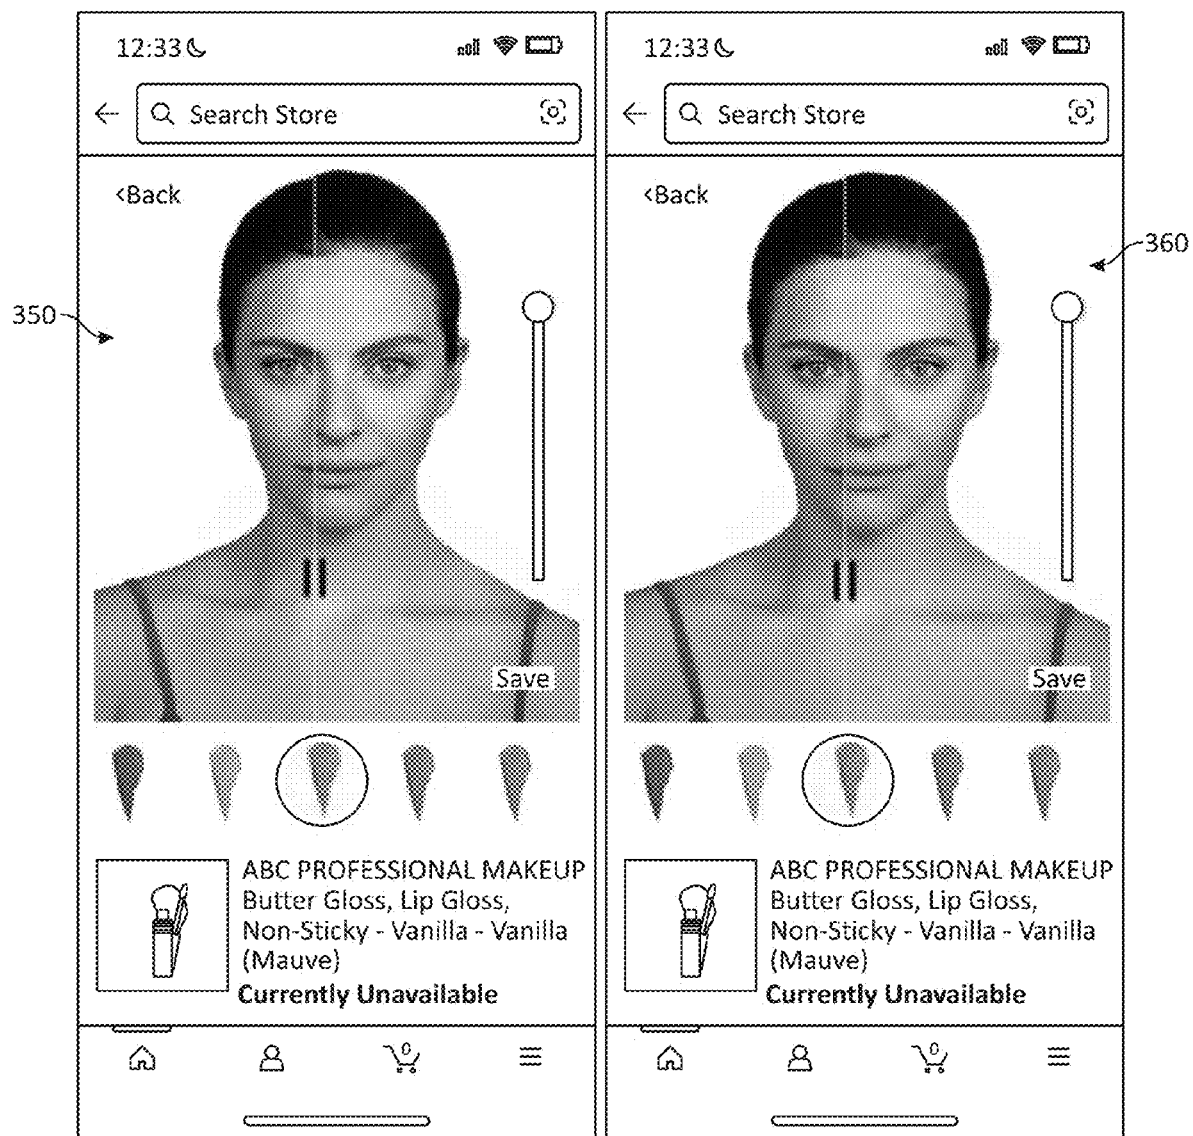 12:33
Search Store
<Back
350
Save
ABC PROFESSIONAL MAKEUP
Butter Gloss, Lip Gloss,
Non-Sticky - Vanilla - Vanilla
(Mauve)
Currently Unavailable
0
12:33
Search Store
<Back
360
Save
ABC PROFESSIONAL MAKEUP
Butter Gloss, Lip Gloss,
Non-Sticky - Vanilla - Vanilla
(Mauve)
Currently Unavailable
0